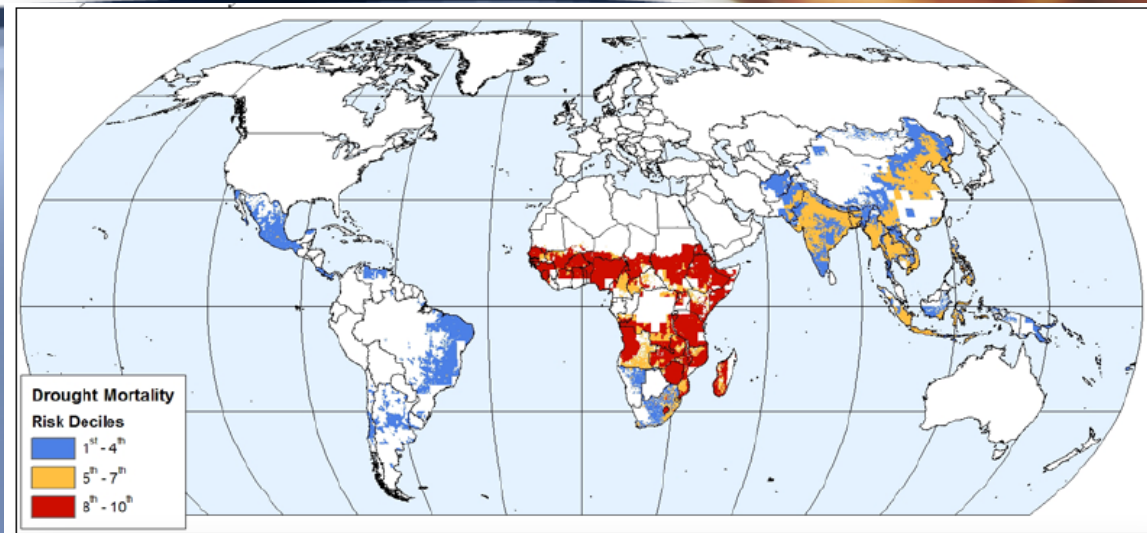 Drought Mortality
Risk Deciles
1st - 4th
5th - 7th
8th - 10th